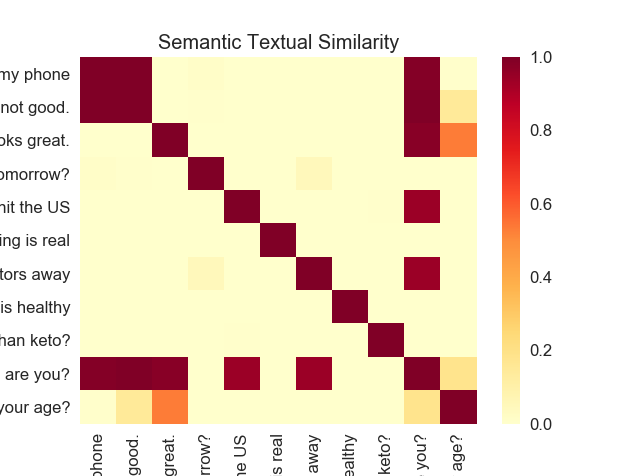 Semantic Textual Similarity
my phone
not good.
oks great.
omorrow?
hit the US
ing is real
tors away
is healthy
han keto?
are you?
your age?
phone
good.
great.
rrow?
he US
s real
away
ealthy
keto?
you?
age?
1.0
0.8
0.6
0.4
0.2
0.0